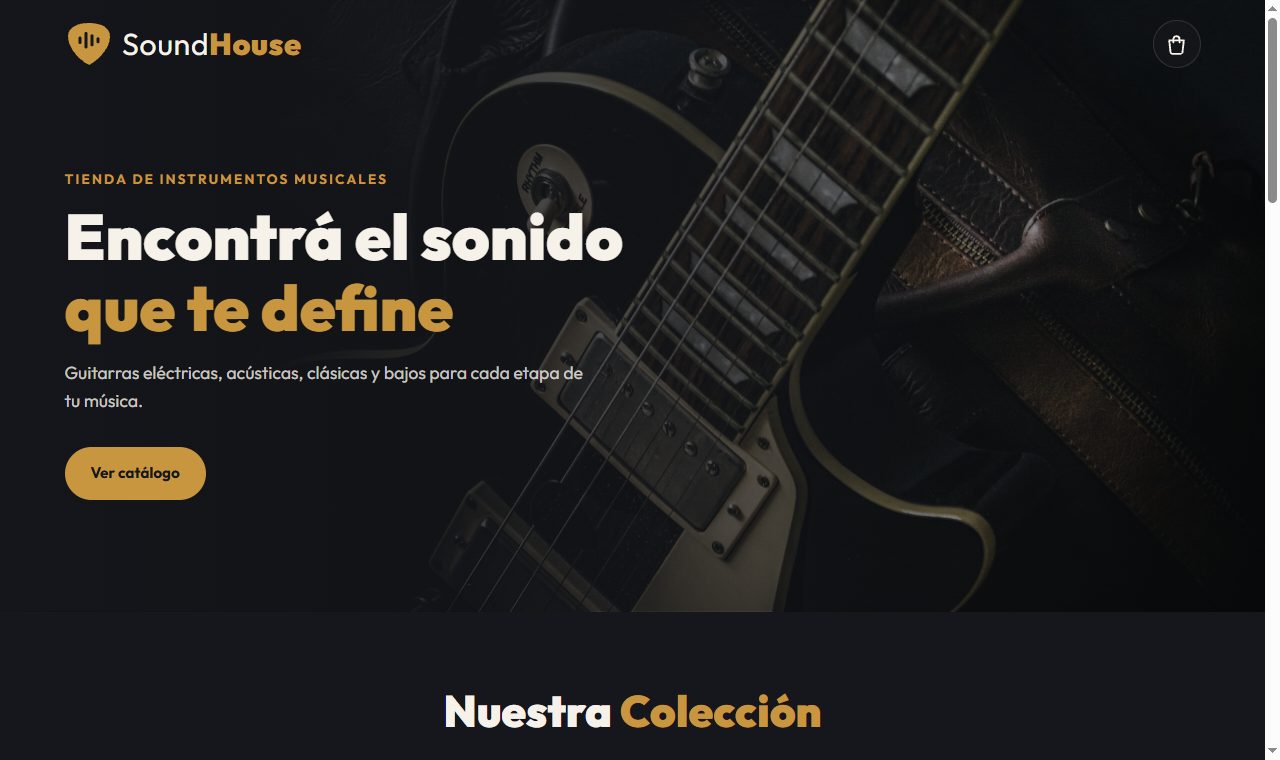 SoundHouse
TIENDA DE INSTRUMENTOS MUSICALES
Encontrá el sonido
que te define
Guitarras eléctricas, acústicas, clásicas y bajos para cada etapa de
tu música.
Ver catálogo
RHYTHM
Nuestra Colección